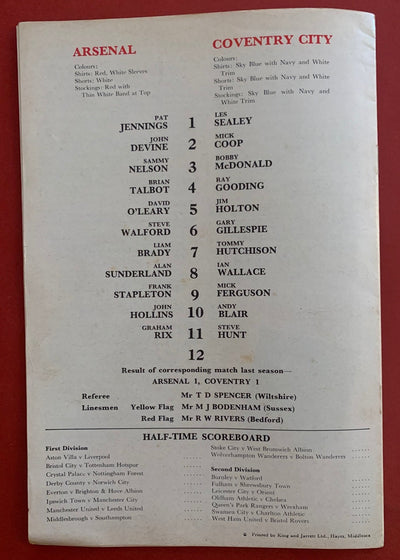 ARSENAL
Colours:
Shirts: Red, White Sleeves
Shorts: White
Stockings: Red with
Thin White Band at Top
COVENTRY CITY
Colours:
Shirts: Sky Blue with Navy and White
Trim
Shorts: Sky Blue with Navy and White
Trim
Stockings: Sky Blue with Navy and
White Trim
PAT JENNINGS 1 LES SEALEY
JOHN DEVINE 2 MICK COOP
SAMMY NELSON 3 BOBBY McDONALD
BRIAN TALBOT 4 RAY GOODING
DAVID O'LEARY 5 JIM HOLTON
STEVE WALFORD 6 GARY GILLESPIE
LIAM BRADY 7 TOMMY HUTCHISON
ALAN SUNDERLAND 8 IAN WALLACE
FRANK STAPLETON 9 MICK FERGUSON
JOHN HOLLINS 10 ANDY BLAIR
GRAHAM RIX 11 STEVE HUNT
12
Result of corresponding match last season—
ARSENAL 1, COVENTRY 1
Referee Mr T D SPENCER (Wiltshire)
Linesmen Yellow Flag Mr M J BODENHAM (Sussex)
Red Flag Mr R W RIVERS (Bedford)
HALF-TIME SCOREBOARD
First Division
Aston Villa v Liverpool ......
Bristol City v Tottenham Hotspur ......
Crystal Palace v Nottingham Forest ......
Derby County v Norwich City ......
Everton v Brighton & Hove Albion ......
Ipswich Town v Manchester City ......
Manchester United v Leeds United ......
Middlesbrough v Southampton ......
Stoke City v West Bromwich Albion ......
Wolverhampton Wanderers v Bolton Wanderers ......
Second Division
Burnley v Watford ......
Fulham v Shrewsbury Town ......
Leicester City v Orient ......
Oldham Athletic v Chelsea ......
Queen's Park Rangers v Wrexham ......
Swansea City v Charlton Athletic ......
West Ham United v Bristol Rovers ......
Printed by King and Jarrett Ltd., Hayes, Middlesex